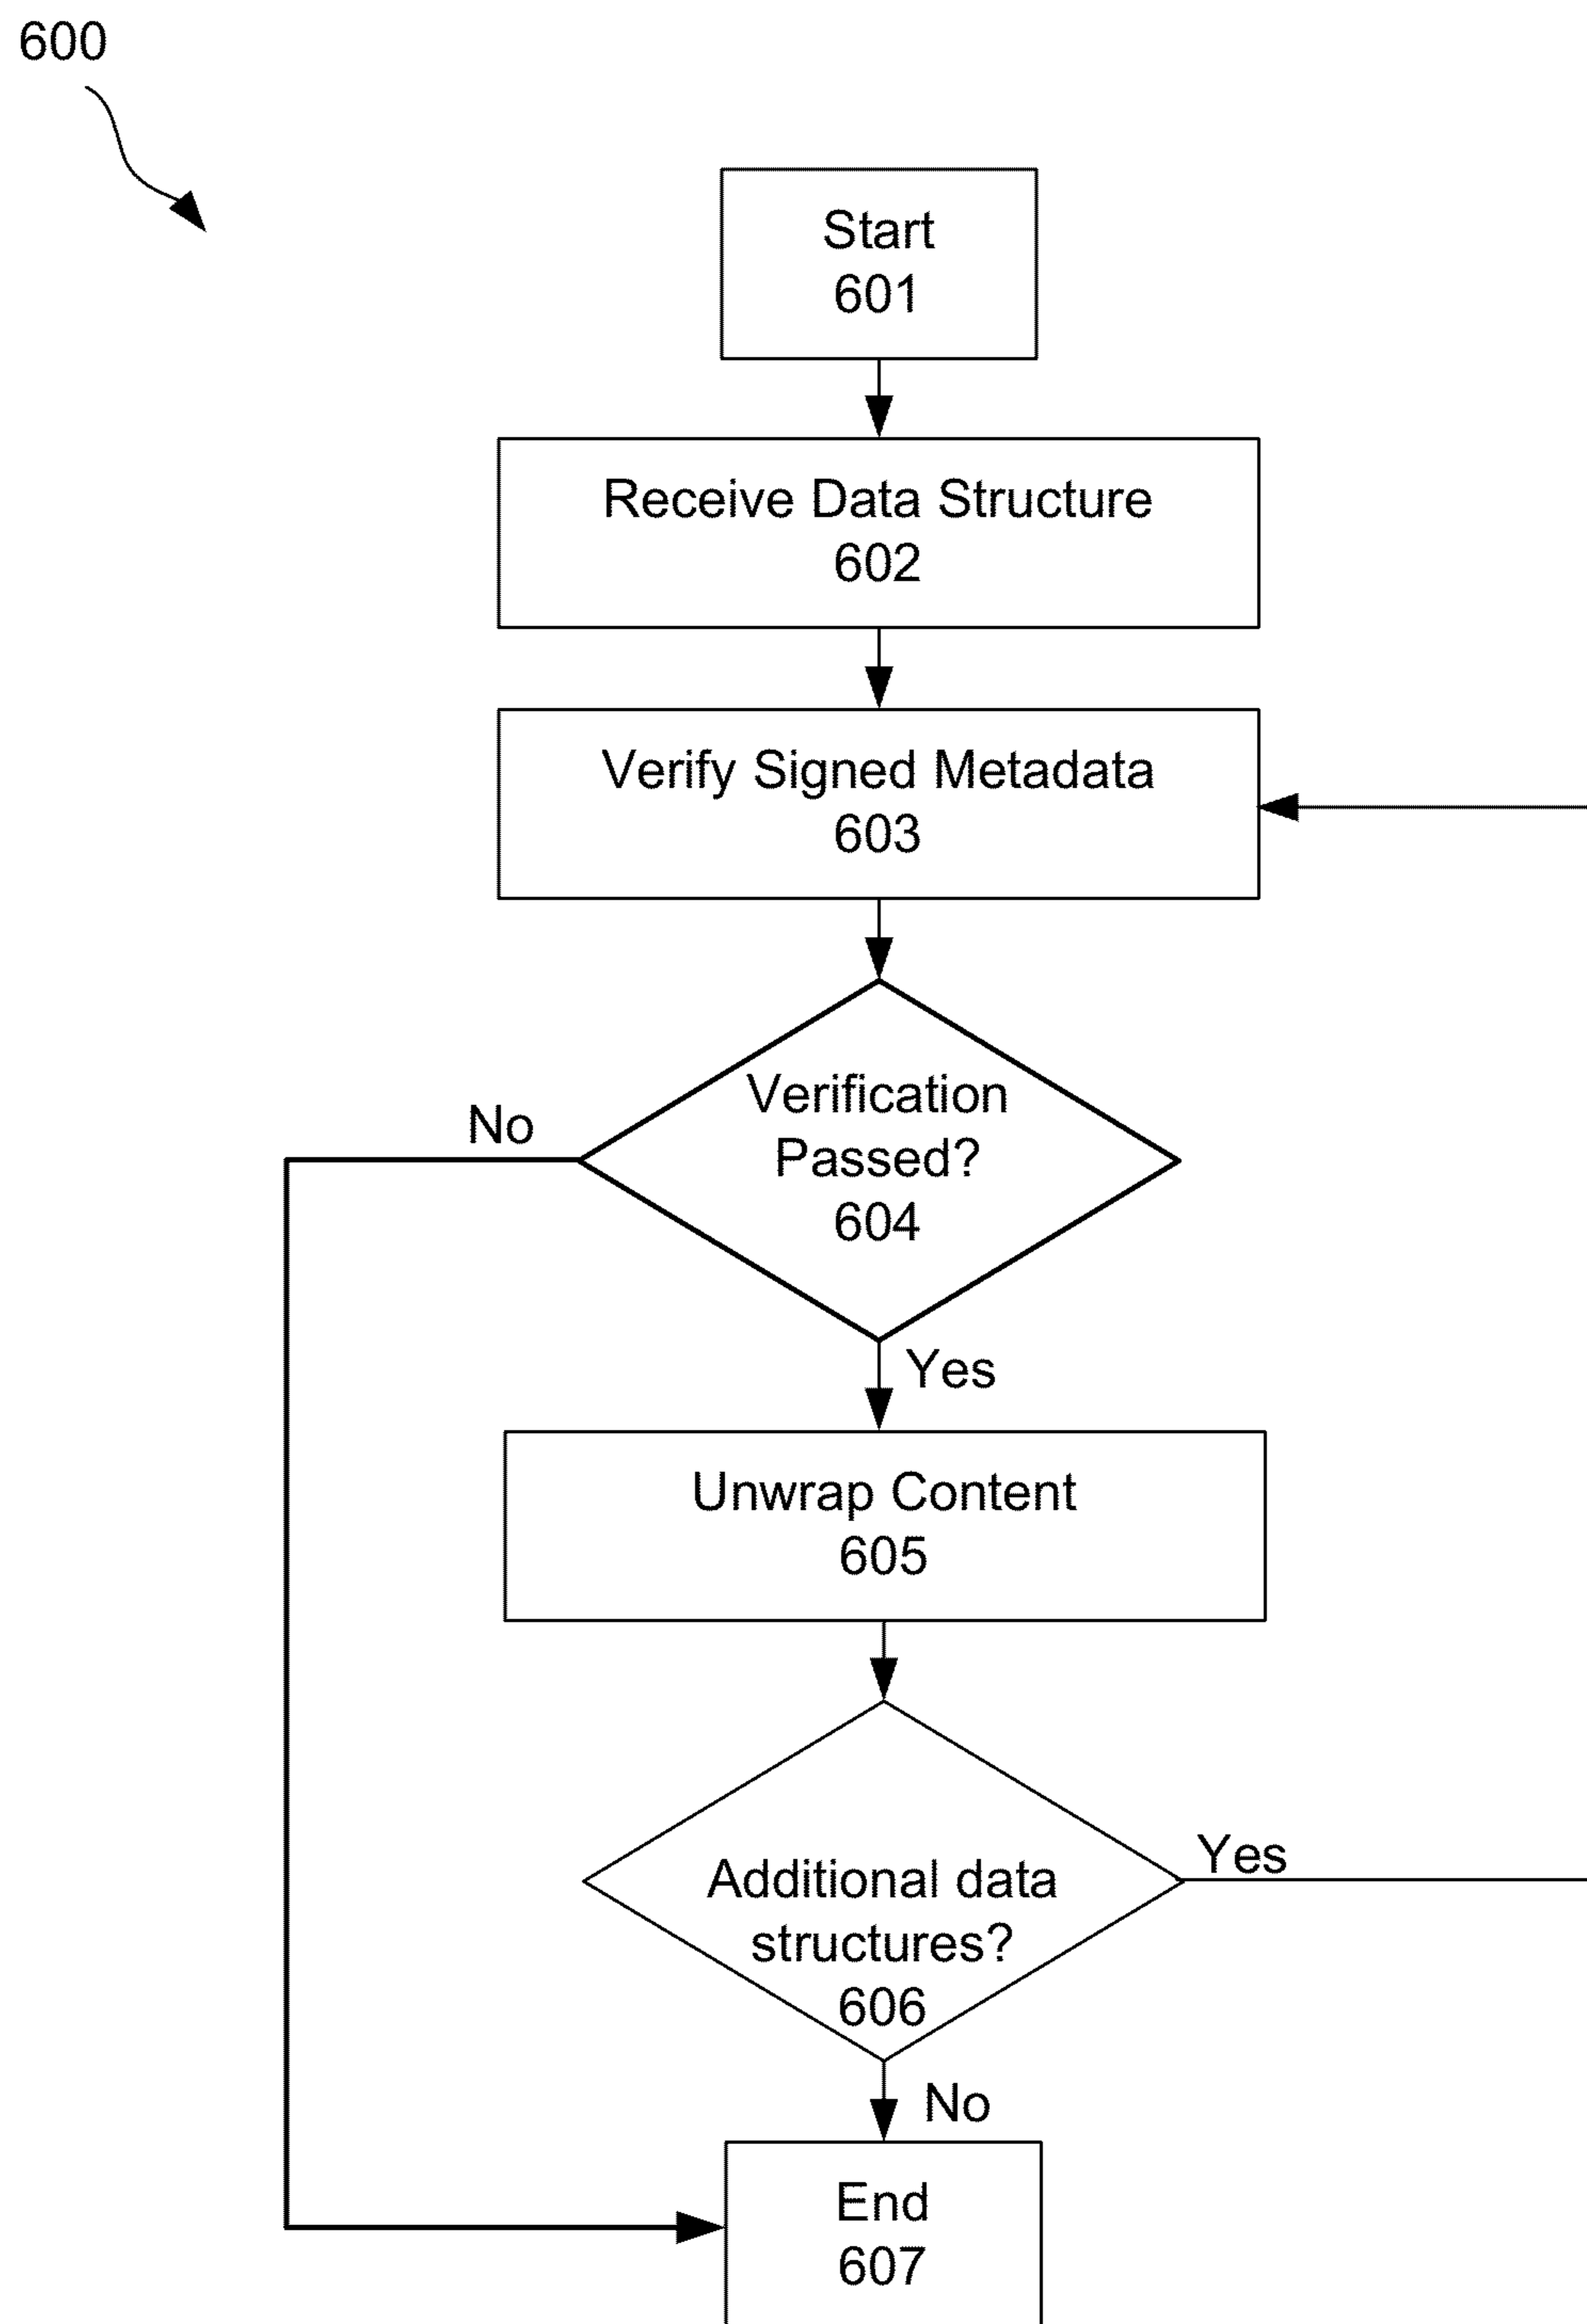 600
Start
601
Receive Data Structure
602
Verify Signed Metadata
603
Verification
Passed?
604
No
Yes
Unwrap Content
605
Additional data
structures?
606
Yes
No
End
607